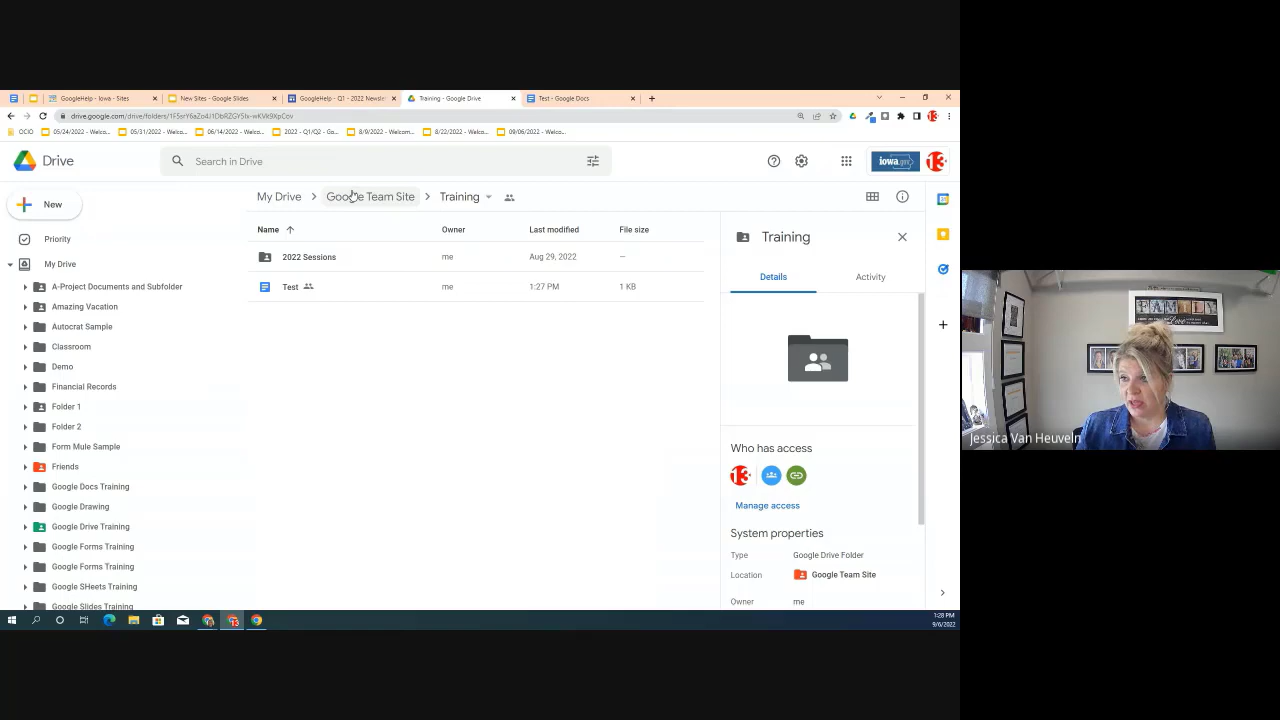 GoogleHelp - Iowa - Sites
New Sites - Google Slides
GoogleHelp - Q1 - 2022 Newsle
Training - Google Drive
Test - Google Docs
OCIO
05/24/2022 - Welco...
05/31/2022 - Welco...
06/14/2022 - Welco...
2022 - Q1/Q2 - Go...
8/9/2022 - Welcom...
8/22/2022 - Welco...
09/06/2022 - Welco...
Drive
Search in Drive
iowa.gov
My Drive
Google Team Site
Training
New
Name
Owner
Last modified
File size
Training
Priority
2022 Sessions
me
Aug 29, 2022
—
My Drive
Details
Activity
A-Project Documents and Subfolder
Test
me
1:27 PM
1 KB
Amazing Vacation
Autocrat Sample
Classroom
Demo
Financial Records
Folder 1
Folder 2
Form Mule Sample
Friends
Google Docs Training
Google Drawing
Google Drive Training
Google Forms Training
Google Forms Training
Google SHeets Training
Google Slides Training
Who has access
Manage access
System properties
Type
Google Drive Folder
Location
Google Team Site
Owner
me
1:28 PM
9/6/2022
FAMILY
Jessica Van Heuveln